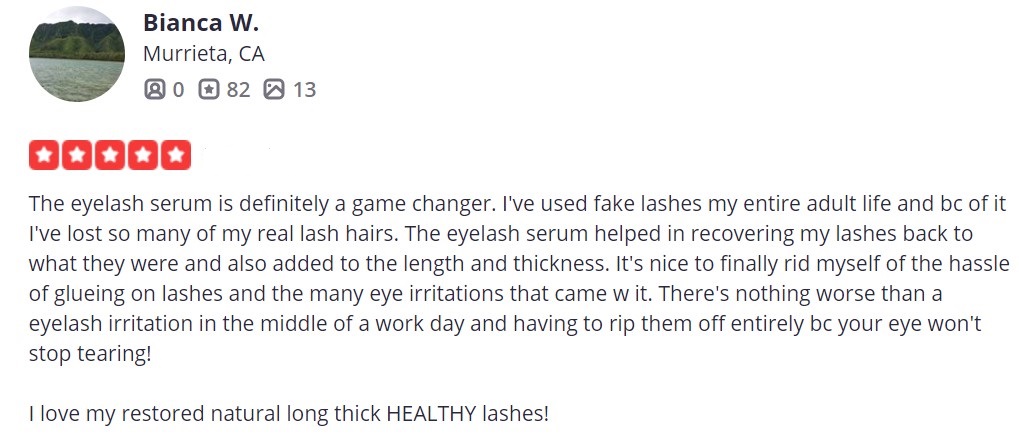 Bianca W.
Murrieta, CA
0 82 13
The eyelash serum is definitely a game changer. I've used fake lashes my entire adult life and bc of it
I've lost so many of my real lash hairs. The eyelash serum helped in recovering my lashes back to
what they were and also added to the length and thickness. It's nice to finally rid myself of the hassle
of glueing on lashes and the many eye irritations that came w it. There's nothing worse than a
eyelash irritation in the middle of a work day and having to rip them off entirely bc your eye won't
stop tearing!
I love my restored natural long thick HEALTHY lashes!